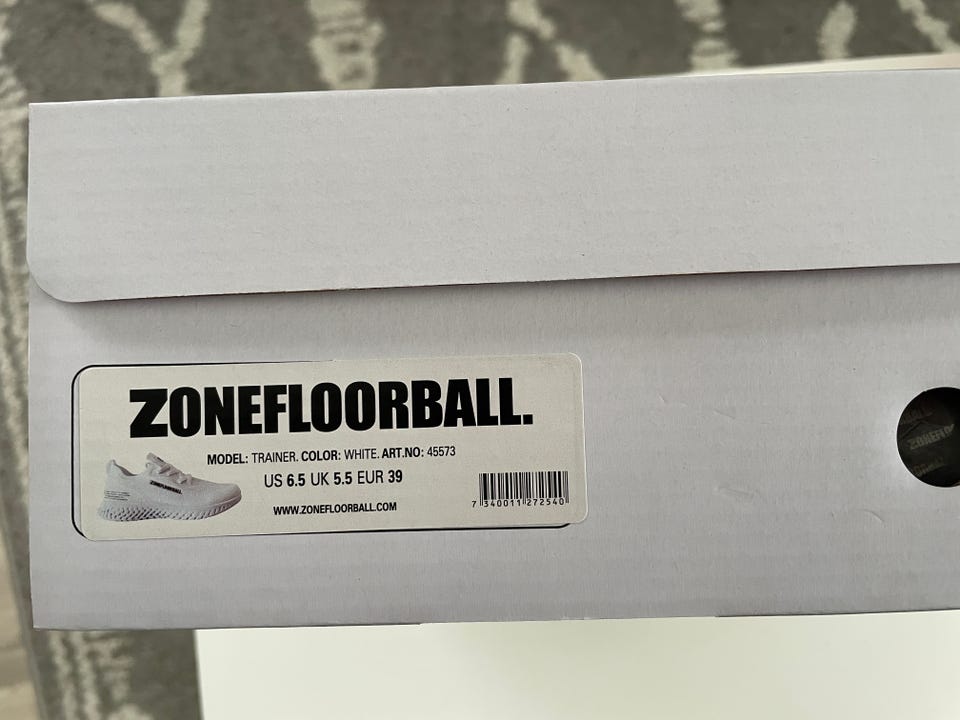 ZONEFLOORBALL.
MODEL: TRAINER. COLOR: WHITE. ART.NO: 45573
US 6.5 UK 5.5 EUR 39
ZONEFLOORBALL.
WWW.ZONEFLOORBALL.COM
7 340011 272540